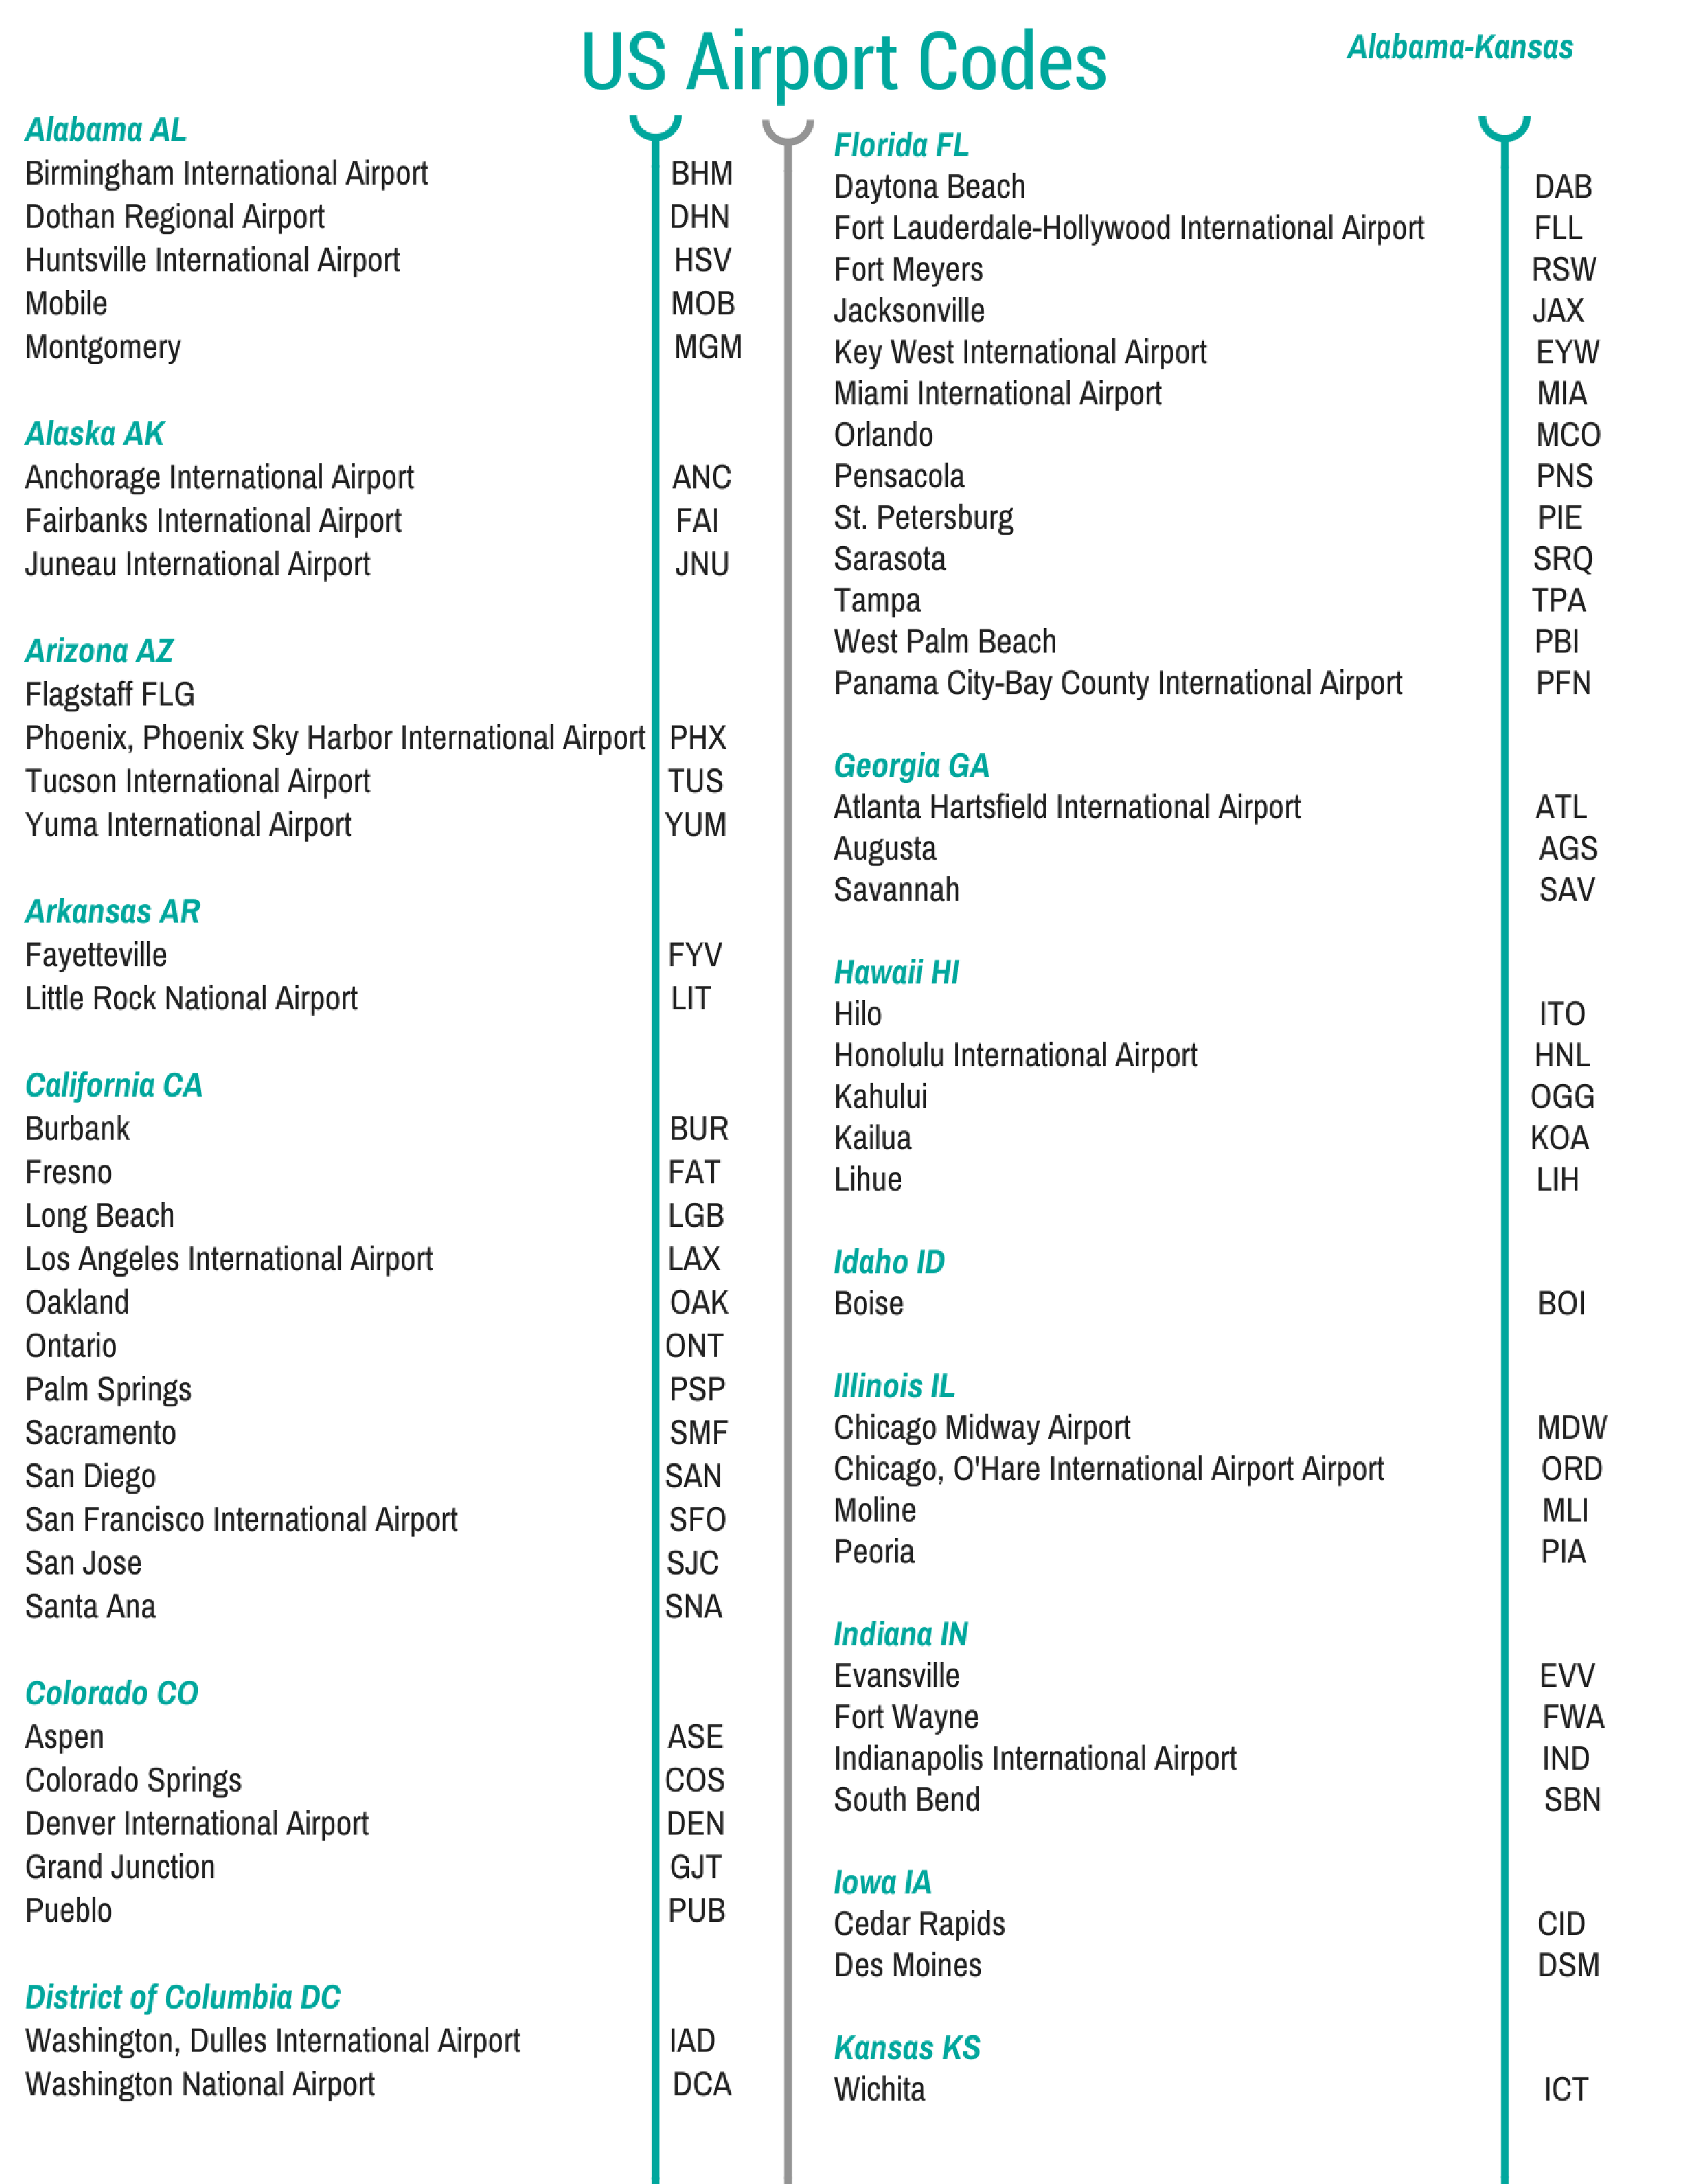 US Airport Codes
Alabama-Kansas
Alabama AL
Birmingham International Airport BHM
Dothan Regional Airport DHN
Huntsville International Airport HSV
Mobile MOB
Montgomery MGM
Alaska AK
Anchorage International Airport ANC
Fairbanks International Airport FAI
Juneau International Airport JNU
Arizona AZ
Flagstaff FLG
Phoenix, Phoenix Sky Harbor International Airport PHX
Tucson International Airport TUS
Yuma International Airport YUM
Arkansas AR
Fayetteville FYV
Little Rock National Airport LIT
California CA
Burbank BUR
Fresno FAT
Long Beach LGB
Los Angeles International Airport LAX
Oakland OAK
Ontario ONT
Palm Springs PSP
Sacramento SMF
San Diego SAN
San Francisco International Airport SFO
San Jose SJC
Santa Ana SNA
Colorado CO
Aspen ASE
Colorado Springs COS
Denver International Airport DEN
Grand Junction GJT
Pueblo PUB
District of Columbia DC
Washington, Dulles International Airport IAD
Washington National Airport DCA
Florida FL
Daytona Beach DAB
Fort Lauderdale-Hollywood International Airport FLL
Fort Meyers RSW
Jacksonville JAX
Key West International Airport EYW
Miami International Airport MIA
Orlando MCO
Pensacola PNS
St. Petersburg PIE
Sarasota SRQ
Tampa TPA
West Palm Beach PBI
Panama City-Bay County International Airport PFN
Georgia GA
Atlanta Hartsfield International Airport ATL
Augusta AGS
Savannah SAV
Hawaii HI
Hilo ITO
Honolulu International Airport HNL
Kahului OGG
Kailua KOA
Lihue LIH
Idaho ID
Boise BOI
Illinois IL
Chicago Midway Airport MDW
Chicago, O'Hare International Airport Airport ORD
Moline MLI
Peoria PIA
Indiana IN
Evansville EVV
Fort Wayne FWA
Indianapolis International Airport IND
South Bend SBN
Iowa IA
Cedar Rapids CID
Des Moines DSM
Kansas KS
Wichita ICT